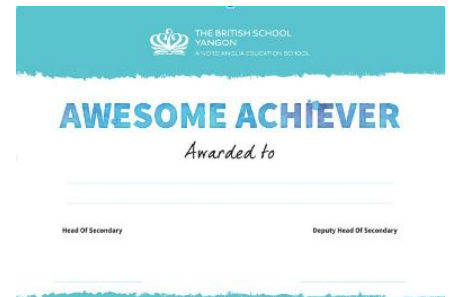 THE BRITISH SCHOOL
YANGON
A NORD ANGLIA EDUCATION SCHOOL
AWESOME ACHIEVER
Awarded to
Head Of Secondary
Deputy Head Of Secondary